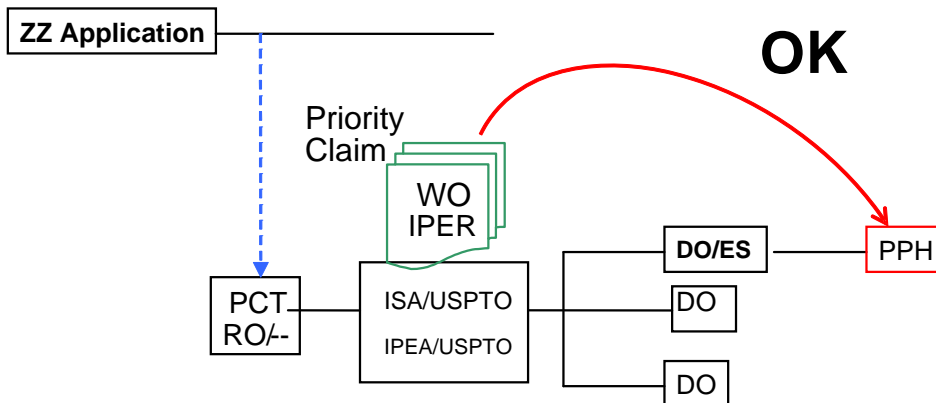 ZZ Application
OK
Priority
Claim
WO
IPER
DO/ES
PPH
PCT
RO/--
ISA/USPTO
IPEA/USPTO
DO
DO